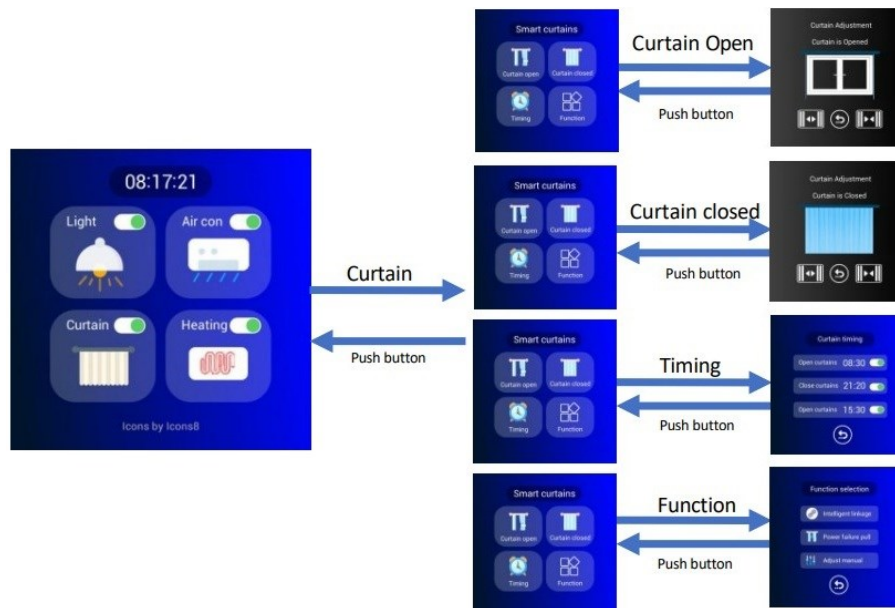 08:17:21
Light
Air con
Curtain
Heating
Icons by Icons8
Curtain
Push button
Smart curtains
Curtain open
Curtain closed
Timing
Function
Curtain Open
Push button
Curtain Adjustment
Curtain is Opened
Smart curtains
Curtain open
Curtain closed
Timing
Function
Curtain closed
Push button
Curtain Adjustment
Curtain is Closed
Smart curtains
Curtain open
Curtain closed
Timing
Function
Timing
Push button
Curtain timing
Open curtains 08:30
Close curtains 21:20
Open curtains 15:30
Smart curtains
Curtain open
Curtain closed
Timing
Function
Function
Push button
Function selection
Intelligent linkage
Power failure pull
Adjust manual